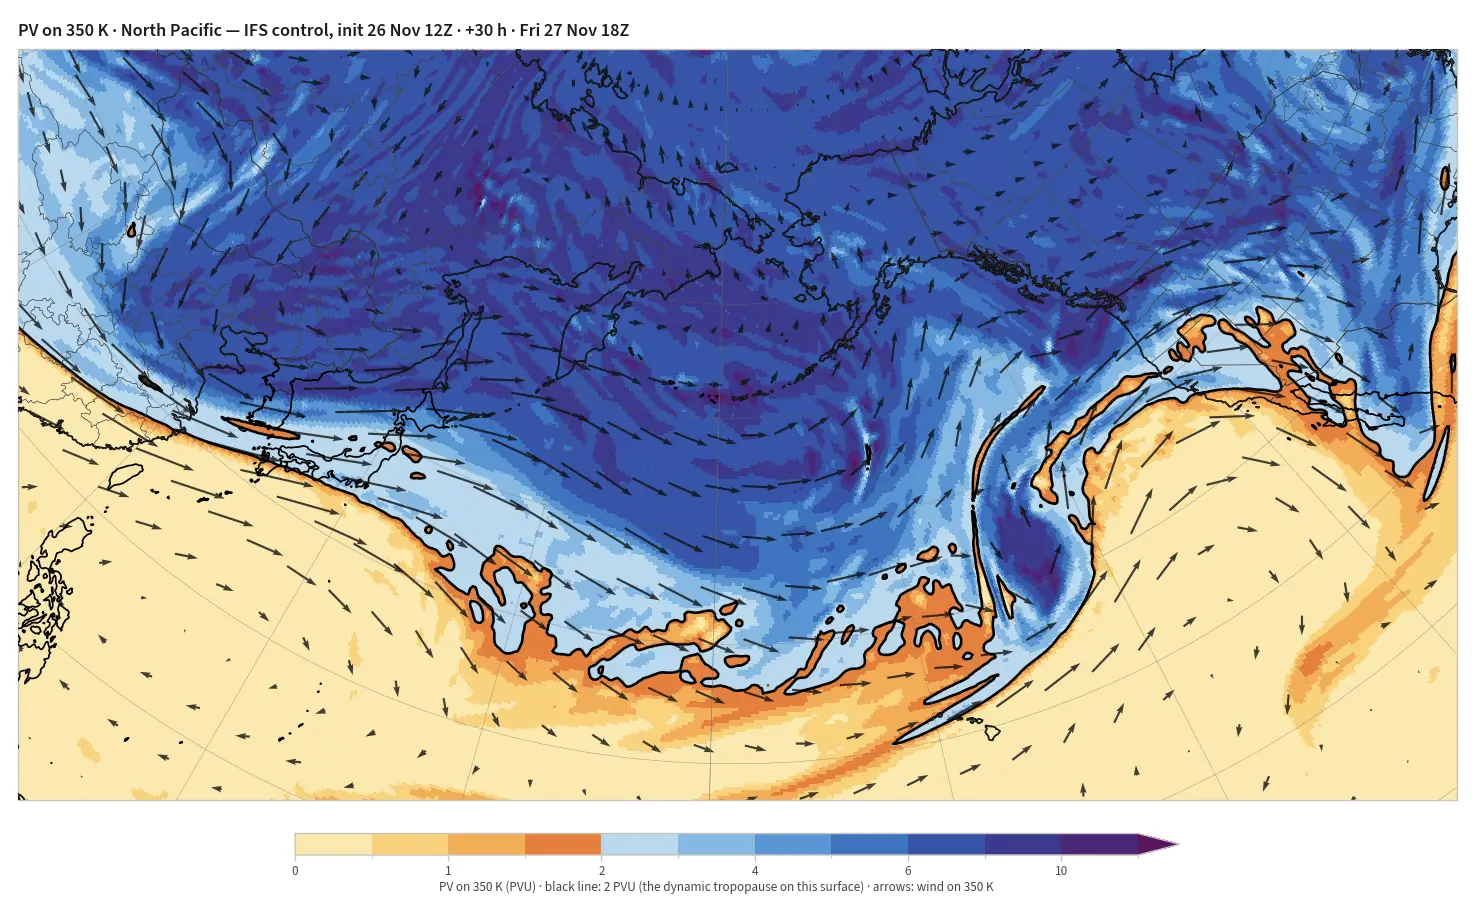 PV on 350 K · North Pacific — IFS control, init 26 Nov 12Z · +30 h · Fri 27 Nov 18Z
0 1 2 4 6 10
PV on 350 K (PVU) · black line: 2 PVU (the dynamic tropopause on this surface) · arrows: wind on 350 K